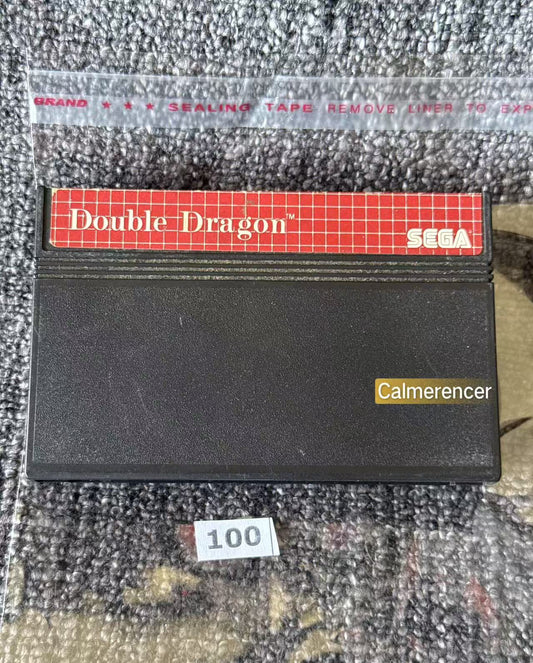 BRAND ★ ★ ★ SEALING TAPE REMOVE LINER TO EXP
Double Dragon™
SEGA®
Calmerencer
100